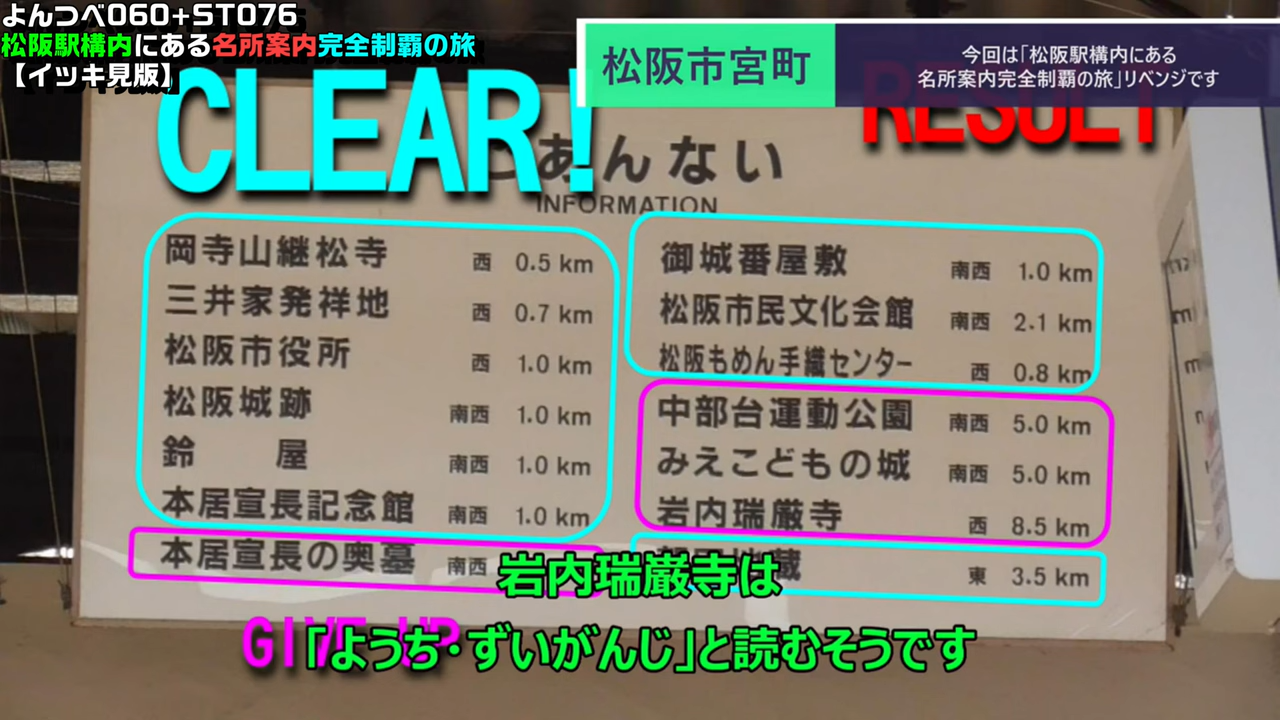 よんつべ060+ST076
松阪駅構内にある名所案内完全制覇の旅
【イツキ見版】
松阪市宮町
今回は「松阪駅構内にある
名所案内完全制覇の旅」リベンジです
CLEAR!
RESULT
あんない
INFORMATION
岡寺山継松寺 西 0.5 km
三井家発祥地 西 0.7 km
松阪市役所 西 1.0 km
松阪城跡 南西 1.0 km
鈴屋 南西 1.0 km
本居宣長記念館 南西 1.0 km
本居宣長の奥墓 南西
御城番屋敷 南西 1.0 km
松阪市民文化会館 南西 2.1 km
松阪もめん手織センター 西 0.8 km
中部台運動公園 南西 5.0 km
みえこどもの城 南西 5.0 km
岩内瑞厳寺 西 8.5 km
蔵 東 3.5 km
GIVE UP
岩内瑞巌寺は
「ようち・ずいがんじ」と読むそうです